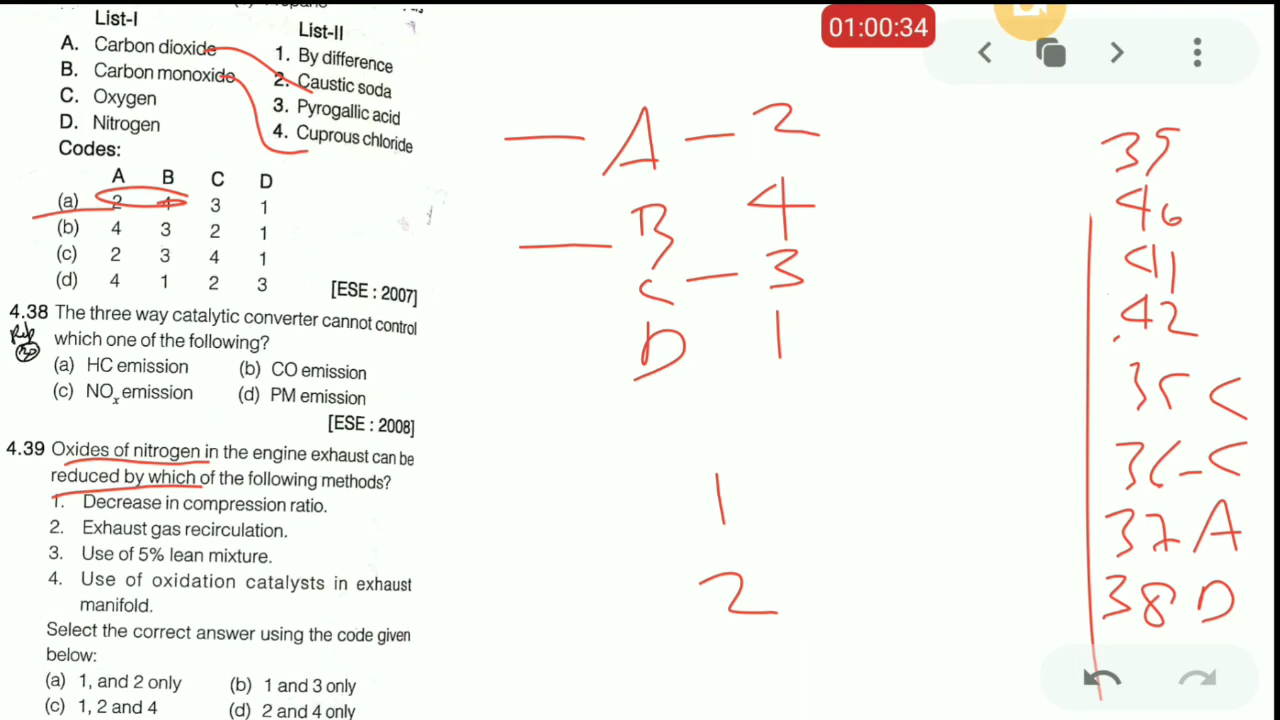 List-I
List-II
A. Carbon dioxide
1. By difference
B. Carbon monoxide
2. Caustic soda
C. Oxygen
3. Pyrogallic acid
D. Nitrogen
4. Cuprous chloride
Codes:
A B C D
(a) 2 4 3 1
(b) 4 3 2 1
(c) 2 3 4 1
(d) 4 1 2 3
[ESE : 2007]
4.38 The three way catalytic converter cannot control
which one of the following?
(a) HC emission (b) CO emission
(c) NOx emission (d) PM emission
[ESE : 2008]
4.39 Oxides of nitrogen in the engine exhaust can be
reduced by which of the following methods?
1. Decrease in compression ratio.
2. Exhaust gas recirculation.
3. Use of 5% lean mixture.
4. Use of oxidation catalysts in exhaust
manifold.
Select the correct answer using the code given
below:
(a) 1, and 2 only (b) 1 and 3 only
(c) 1, 2 and 4 (d) 2 and 4 only
A - 2
B 4
C - 3
D 1
1
2
01:00:34
35
46
41
42
35 C
36 - C
37 A
38 D